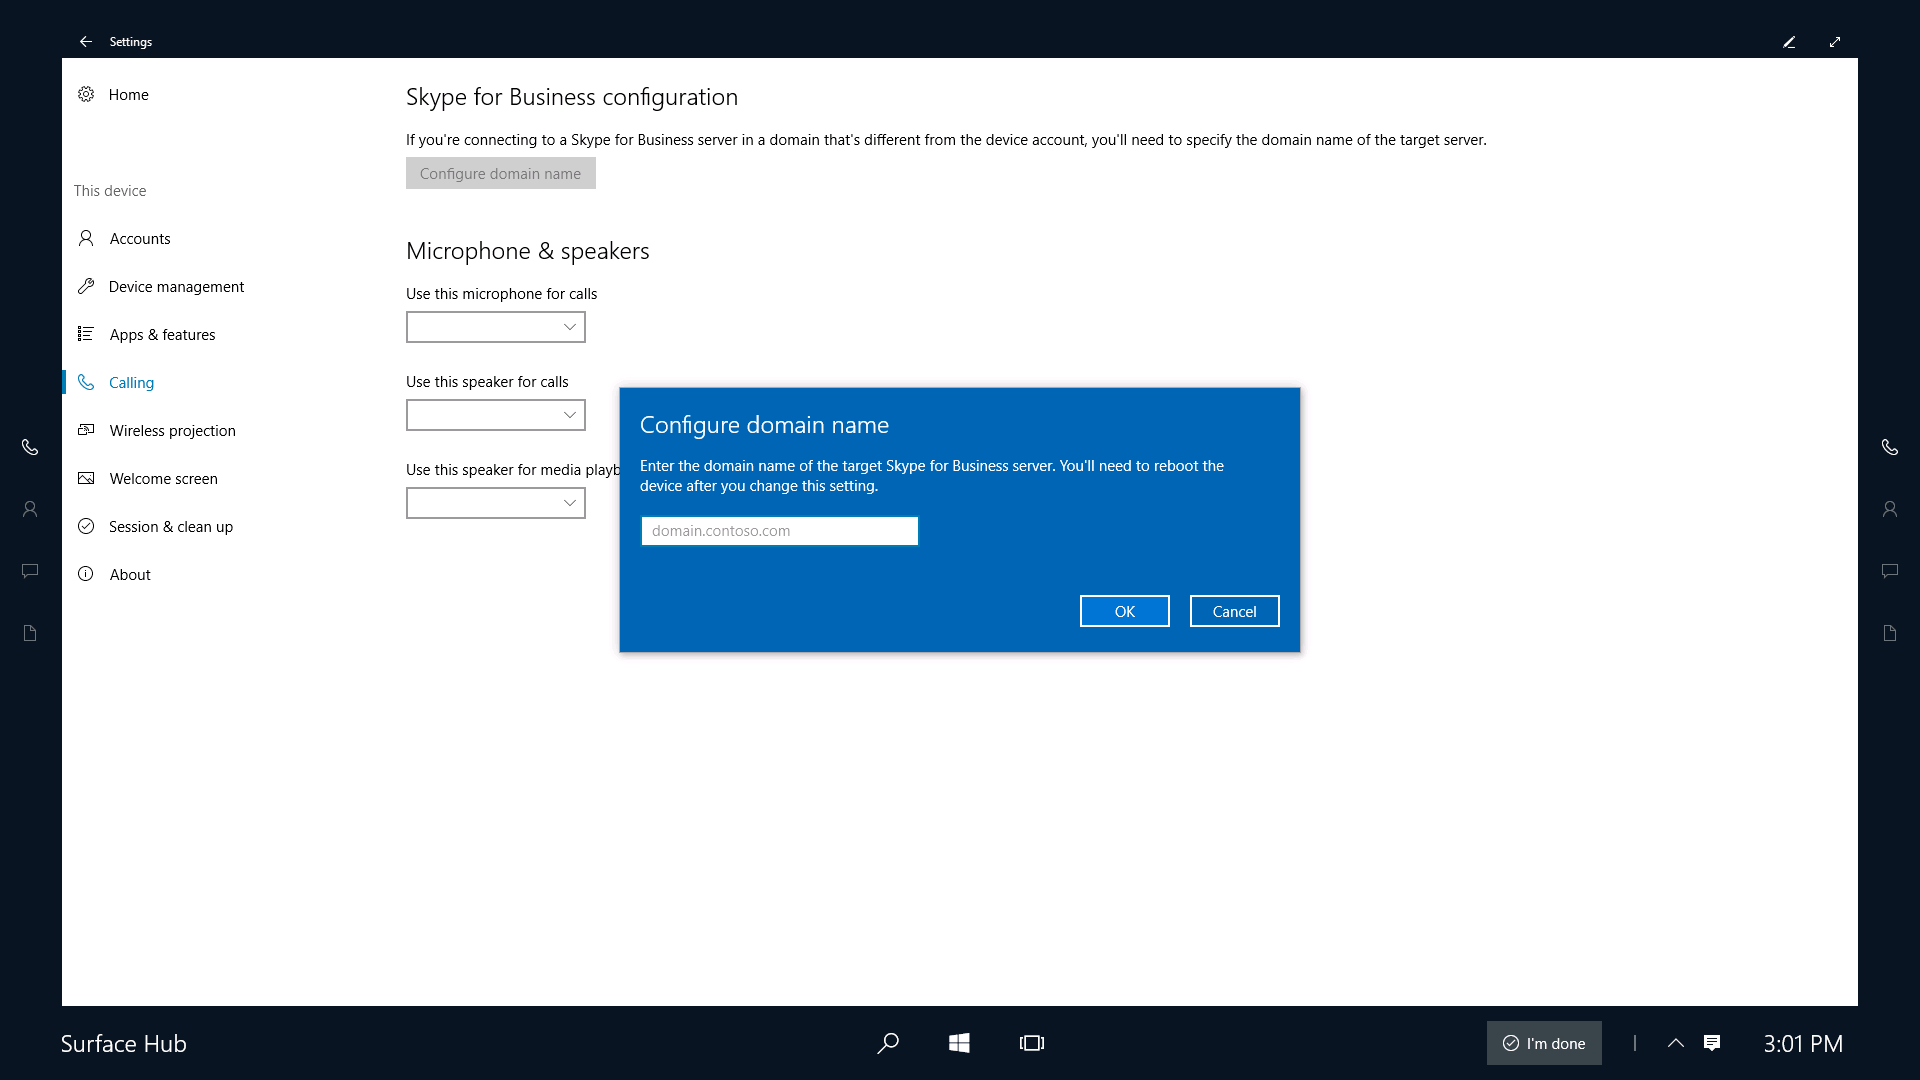 Settings
Home
This device
Accounts
Device management
Apps & features
Calling
Wireless projection
Welcome screen
Session & clean up
About
Skype for Business configuration
If you're connecting to a Skype for Business server in a domain that's different from the device account, you'll need to specify the domain name of the target server.
Configure domain name
Microphone & speakers
Use this microphone for calls
Use this speaker for calls
Use this speaker for media playb
Configure domain name
Enter the domain name of the target Skype for Business server. You'll need to reboot the
device after you change this setting.
domain.contoso.com
OK
Cancel
Surface Hub
I'm done
3:01 PM